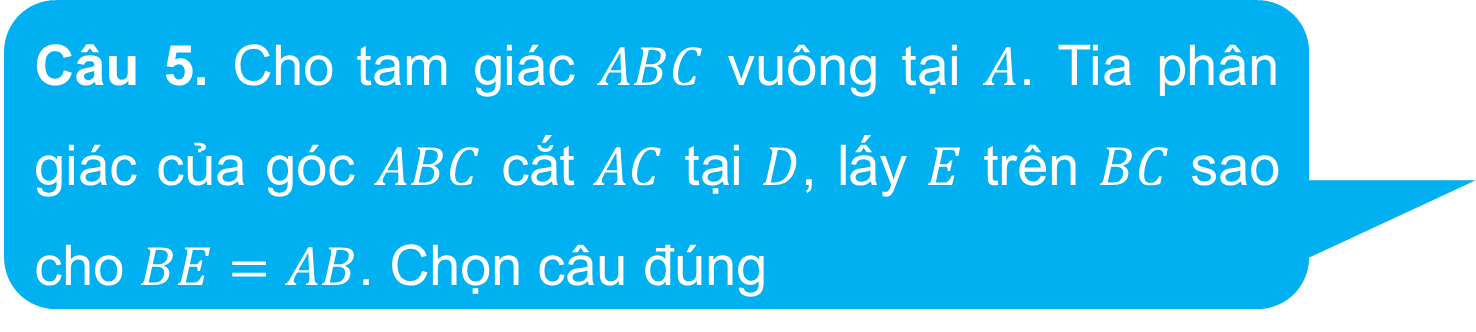 Câu 5. Cho tam giác ABC vuông tại A. Tia phân
giác của góc ABC cắt AC tại D, lấy E trên BC sao
cho BE = AB. Chọn câu đúng